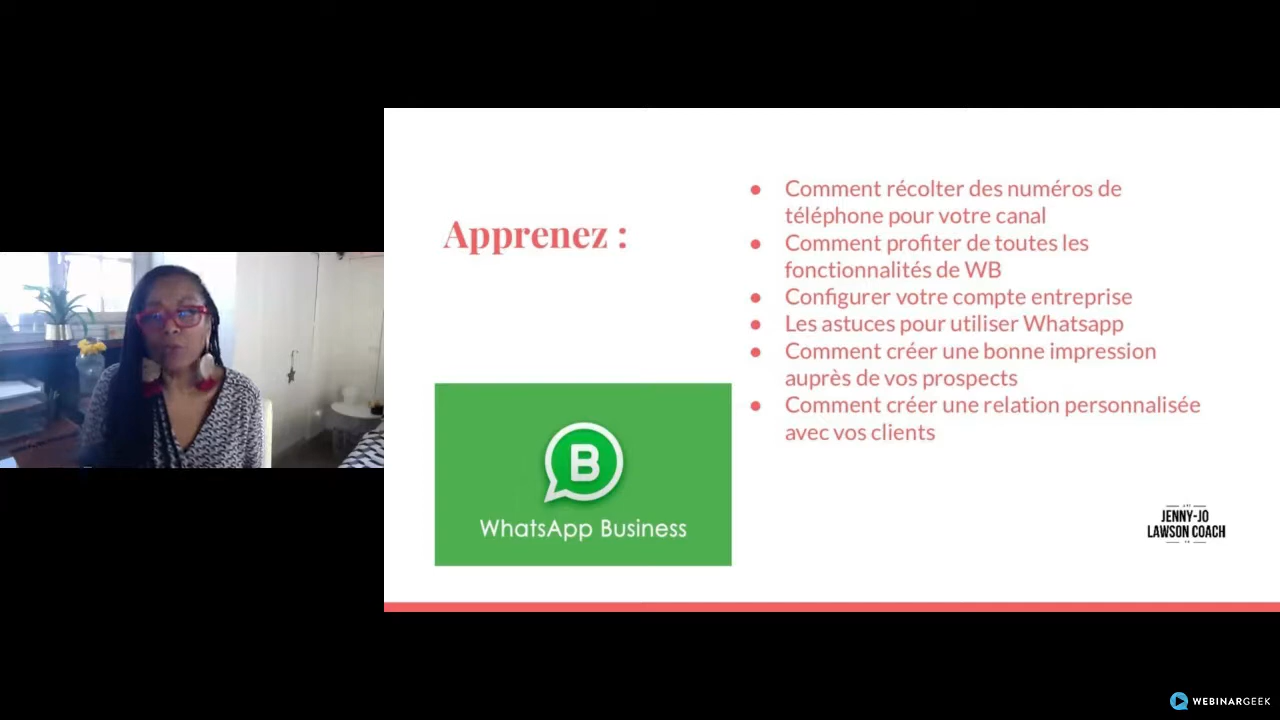 Apprenez :
● Comment récolter des numéros de
téléphone pour votre canal
● Comment profiter de toutes les
fonctionnalités de WB
● Configurer votre compte entreprise
● Les astuces pour utiliser Whatsapp
● Comment créer une bonne impression
auprès de vos prospects
● Comment créer une relation personnalisée
avec vos clients
B
WhatsApp Business
JENNY-JO
LAWSON COACH
WEBINARGEEK